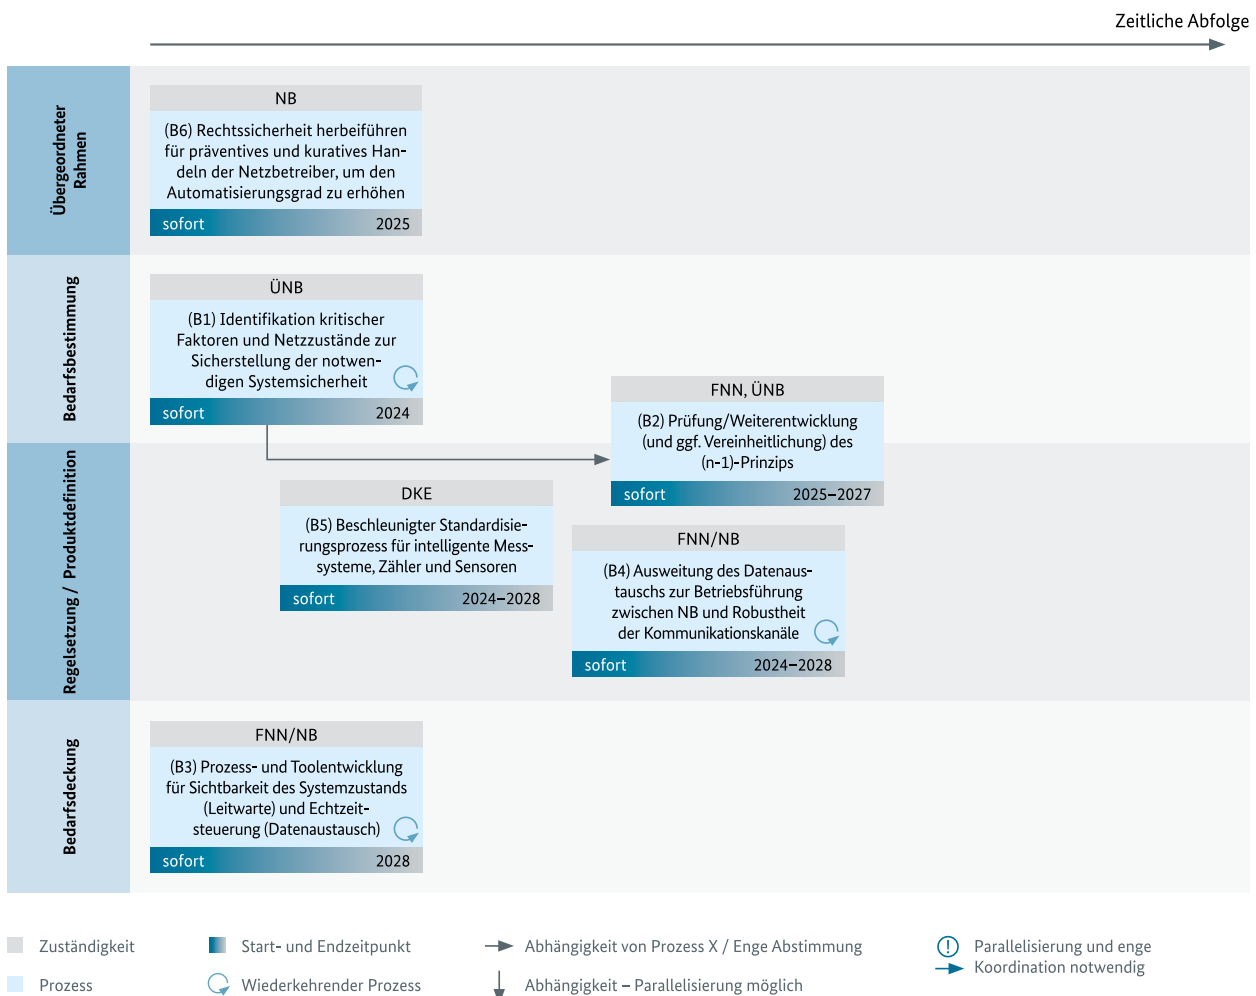 Zeitliche Abfolge
Übergeordneter
Rahmen
NB
(B6) Rechtssicherheit herbeiführen
für präventives und kuratives Han-
deln der Netzbetreiber, um den
Automatisierungsgrad zu erhöhen
sofort 2025
Bedarfsbestimmung
ÜNB
(B1) Identifikation kritischer
Faktoren und Netzzustände zur
Sicherstellung der notwen-
digen Systemsicherheit
sofort 2024
FNN, ÜNB
(B2) Prüfung/Weiterentwicklung
(und ggf. Vereinheitlichung) des
(n-1)-Prinzips
sofort 2025–2027
Regelsetzung / Produktdefinition
DKE
(B5) Beschleunigter Standardisie-
rungsprozess für intelligente Mess-
systeme, Zähler und Sensoren
sofort 2024–2028
FNN/NB
(B4) Ausweitung des Datenaus-
tauschs zur Betriebsführung
zwischen NB und Robustheit
der Kommunikationskanäle
sofort 2024–2028
Bedarfsdeckung
FNN/NB
(B3) Prozess- und Toolentwicklung
für Sichtbarkeit des Systemzustands
(Leitwarte) und Echtzeit-
steuerung (Datenaustausch)
sofort 2028
Zuständigkeit
Prozess
Start- und Endzeitpunkt
Wiederkehrender Prozess
Abhängigkeit von Prozess X / Enge Abstimmung
Abhängigkeit – Parallelisierung möglich
Parallelisierung und enge
Koordination notwendig